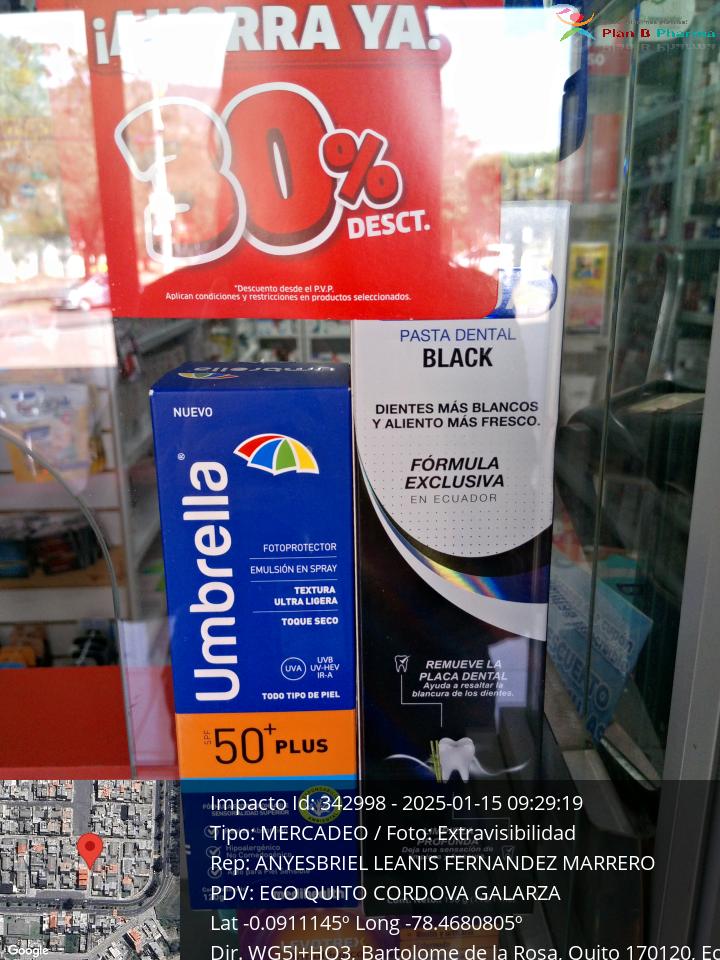 Plan B Pharma
¡AHORRA YA!
30%
DESCT.
*Descuento desde el P.V.P.
Aplican condiciones y restricciones en productos seleccionados.
PASTA DENTAL
BLACK
DIENTES MÁS BLANCOS
Y ALIENTO MÁS FRESCO.
FÓRMULA
EXCLUSIVA
EN ECUADOR
REMUEVE LA
PLACA DENTAL
Ayuda a resaltar la
blancura de los dientes.
Umbrella
NUEVO
Umbrella®
FOTOPROTECTOR
EMULSIÓN EN SPRAY
TEXTURA
ULTRA LIGERA
TOQUE SECO
UVA
UVB
UV-HEV
IR-A
TODO TIPO DE PIEL
SPF
50+ PLUS
Hipoalergénico
Impacto Id: 342998 - 2025-01-15 09:29:19
Tipo: MERCADEO / Foto: Extravisibilidad
Rep: ANYESBRIEL LEANIS FERNANDEZ MARRERO
PDV: ECO QUITO CORDOVA GALARZA
Lat -0.0911145º Long -78.4680805º
Dir. WG5J+HQ3, Bartolome de la Rosa, Quito 170120, Ec
Google